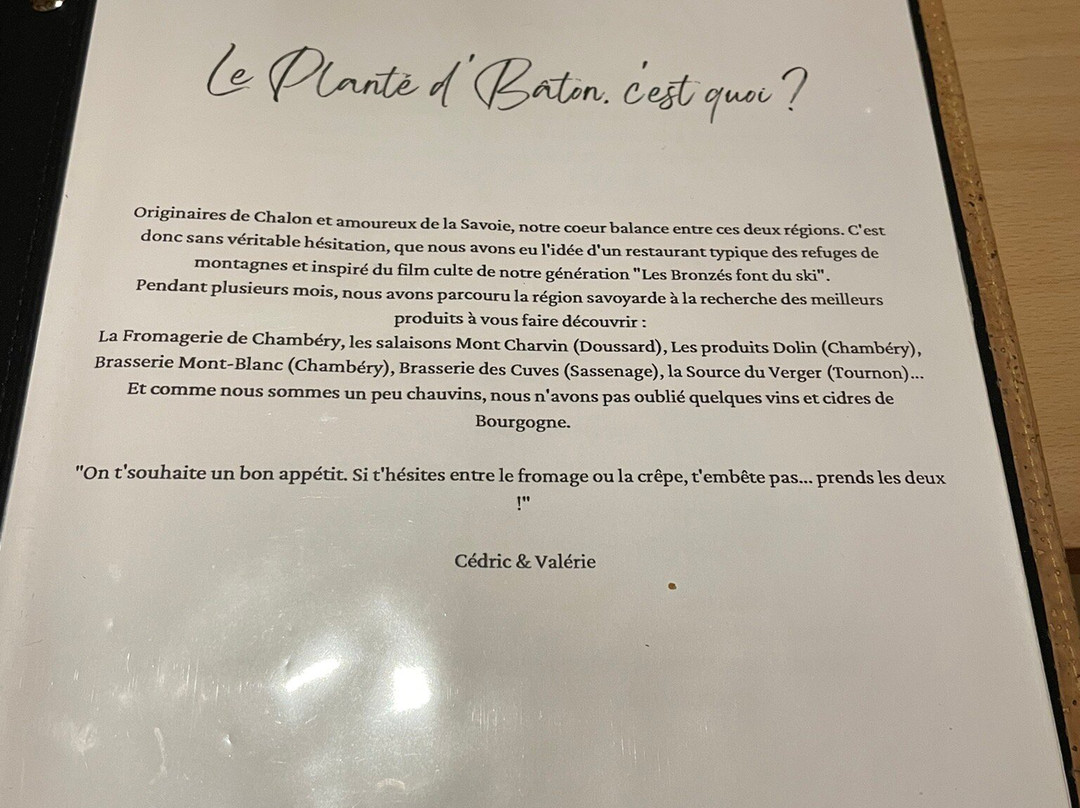 Le Planté d'Bâton. c'est quoi ?
Originaires de Chalon et amoureux de la Savoie, notre coeur balance entre ces deux régions. C'est
donc sans véritable hésitation, que nous avons eu l'idée d'un restaurant typique des refuges de
montagnes et inspiré du film culte de notre génération "Les Bronzés font du ski".
Pendant plusieurs mois, nous avons parcouru la région savoyarde à la recherche des meilleurs
produits à vous faire découvrir :
La Fromagerie de Chambéry, les salaisons Mont Charvin (Doussard), Les produits Dolin (Chambéry),
Brasserie Mont-Blanc (Chambéry), Brasserie des Cuves (Sassenage), la Source du Verger (Tournon)...
Et comme nous sommes un peu chauvins, nous n'avons pas oublié quelques vins et cidres de
Bourgogne.
"On t'souhaite un bon appétit. Si t'hésites entre le fromage ou la crêpe, t'embête pas... prends les deux
!"
Cédric & Valérie